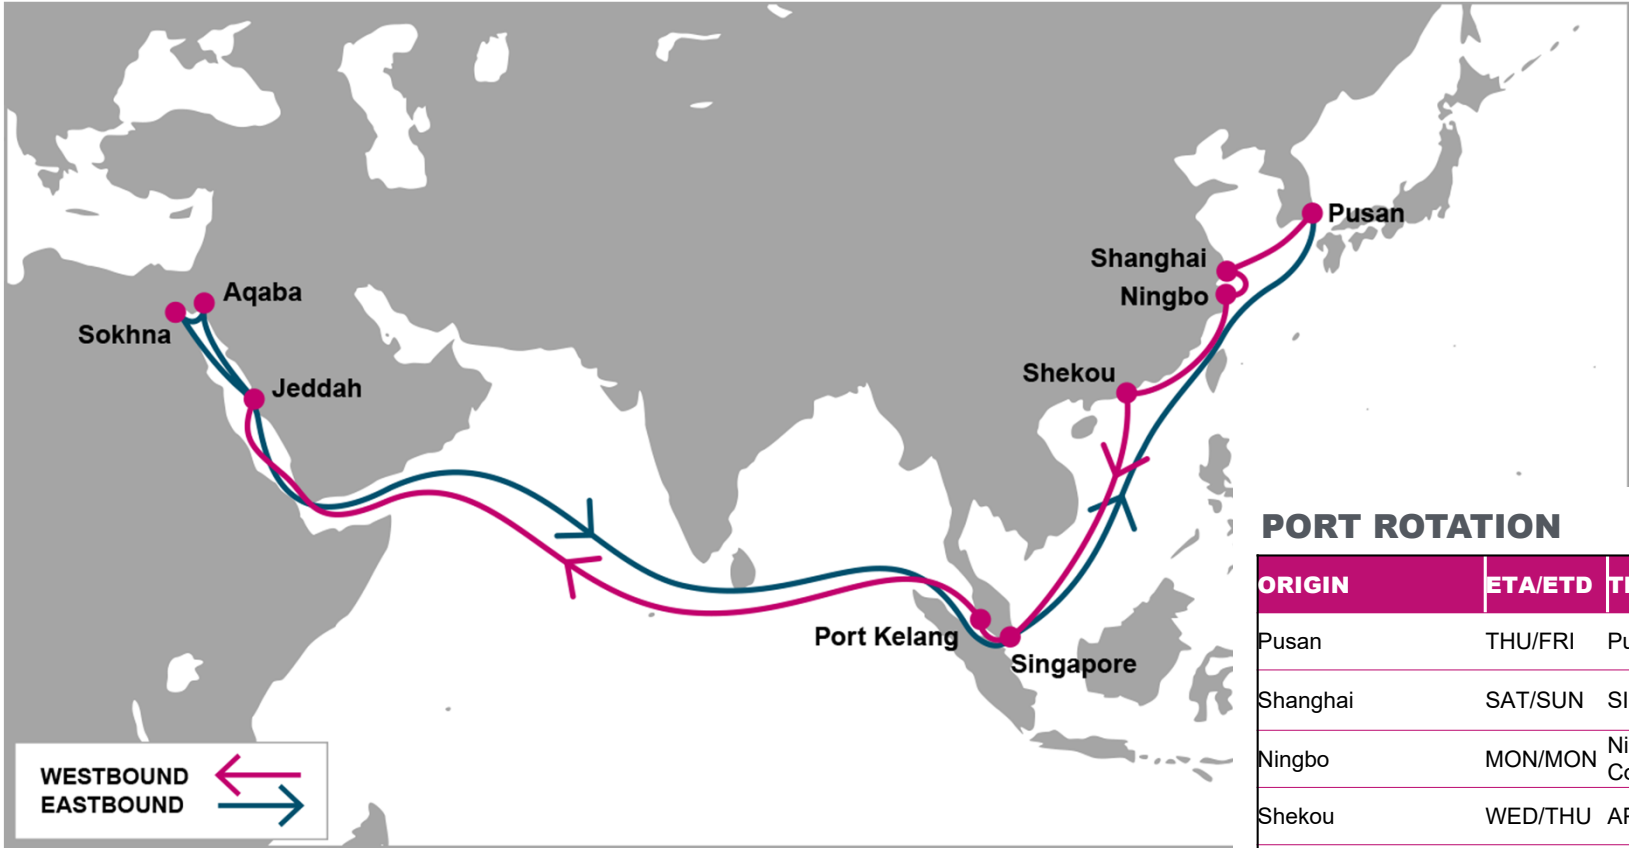 Pusan
Shanghai
Ningbo
Aqaba
Sokhna
Shekou
Jeddah
Port Kelang
Singapore
WESTBOUND
EASTBOUND
PORT ROTATION
ORIGIN ETA/ETD
Pusan THU/FRI
Shanghai SAT/SUN
Ningbo MON/MON
Shekou WED/THU